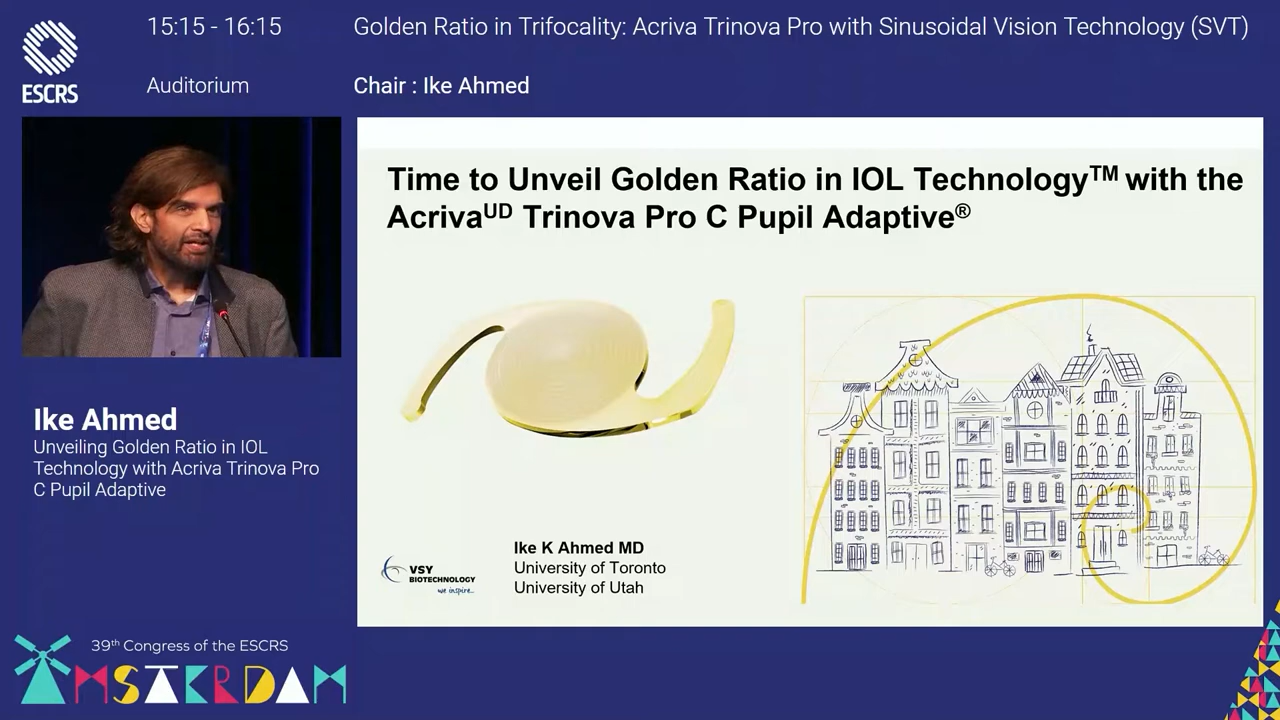 15:15 - 16:15
Golden Ratio in Trifocality: Acriva Trinova Pro with Sinusoidal Vision Technology (SVT)
ESCRS
Auditorium
Chair : Ike Ahmed
Time to Unveil Golden Ratio in IOL Technology™ with the
Acriva^UD Trinova Pro C Pupil Adaptive®
Ike Ahmed
Unveiling Golden Ratio in IOL
Technology with Acriva Trinova Pro
C Pupil Adaptive
VSY
BIOTECHNOLOGY
we inspire..
Ike K Ahmed MD
University of Toronto
University of Utah
39th Congress of the ESCRS
AMSTERDAM